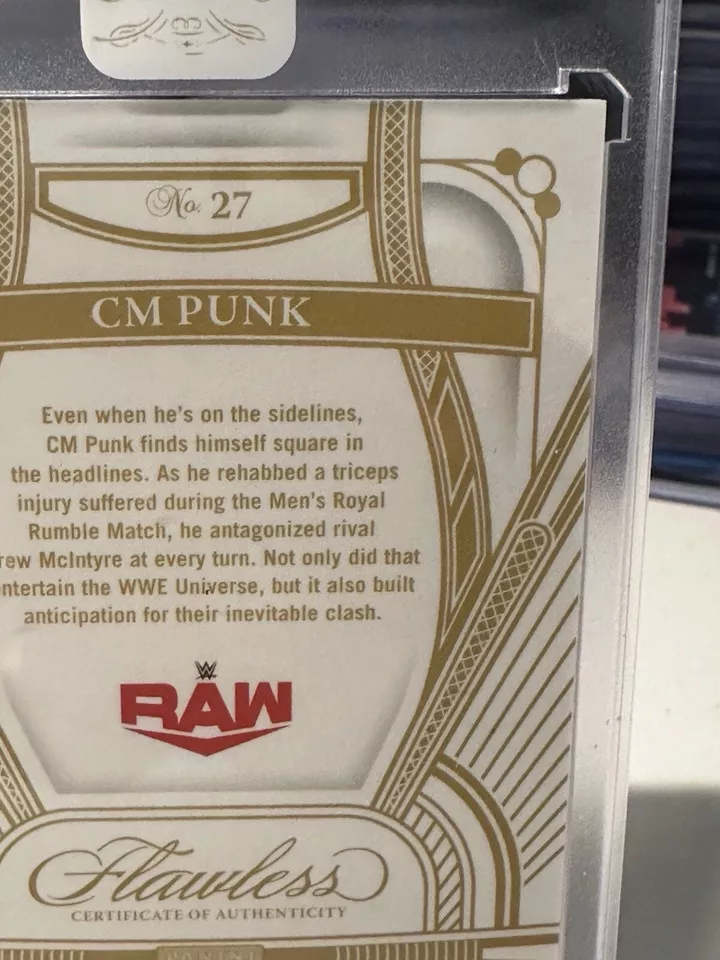 No. 27
CM PUNK
Even when he's on the sidelines,
CM Punk finds himself square in
the headlines. As he rehabbed a triceps
injury suffered during the Men's Royal
Rumble Match, he antagonized rival
rew McIntyre at every turn. Not only did that
ntertain the WWE Universe, but it also built
anticipation for their inevitable clash.
W
RAW
Flawless
CERTIFICATE OF AUTHENTICITY
PANINI